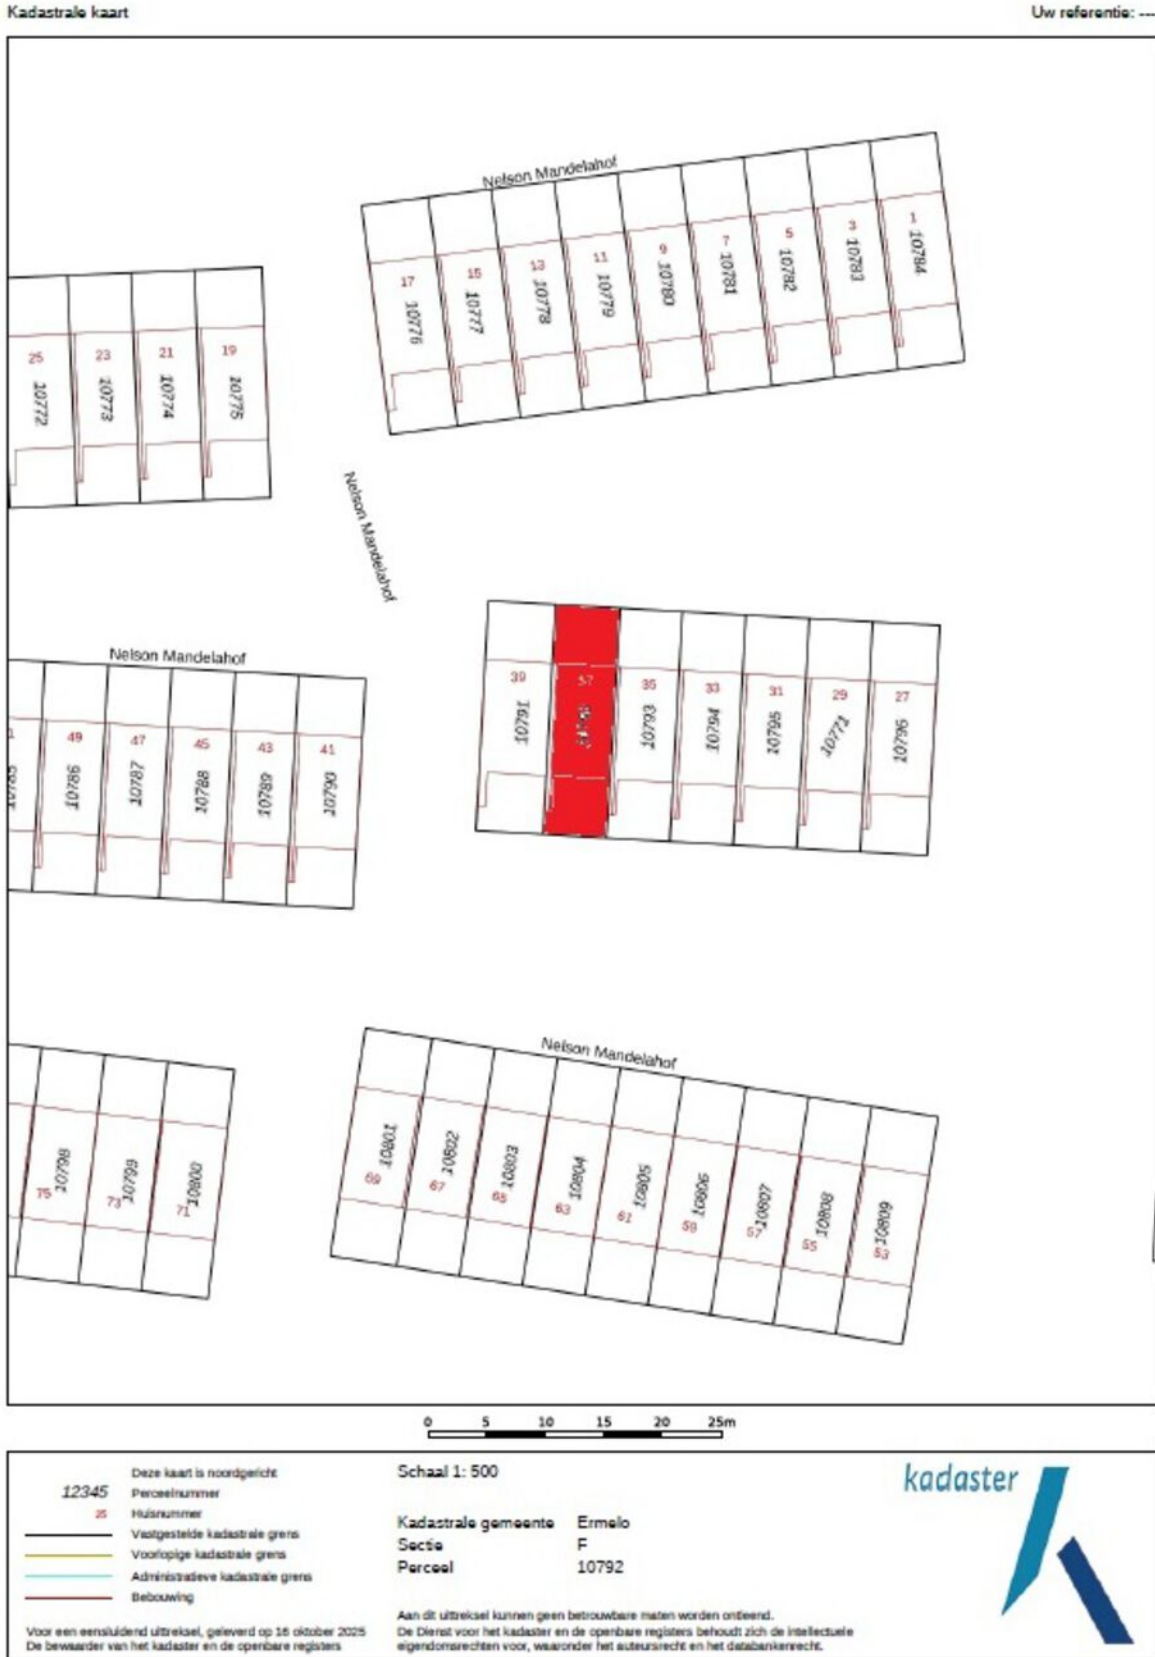 Kadastrale kaart
Uw referentie: ---
Nelson Mandelahof
17 15 13 11 9 7 5 3 1
10776 10777 10778 10779 10780 10781 10782 10783 10784
25 23 21 19
10772 10773 10774 10775
Nelson Mandelahof
Nelson Mandelahof
49 47 45 43 41
10786 10787 10788 10789 10790
39 37 35 33 31 29 27
10791 10793 10794 10795 10771 10796
Nelson Mandelahof
75 73 71
10798 10799 10800
10801 10802 10803 10804 10805 10806 10807 10808 10809
69 67 65 63 61 59 57 55 53
0 5 10 15 20 25m
Deze kaart is noordgericht
12345 Perceelnummer
25 Huisnummer
Vastgestelde kadastrale grens
Voorlopige kadastrale grens
Administratieve kadastrale grens
Bebouwing
Voor een eensluidend uittreksel, geleverd op 16 oktober 2025
De bewaarder van het kadaster en de openbare registers
Schaal 1: 500
Kadastrale gemeente Ermelo
Sectie F
Perceel 10792
Aan dit uittreksel kunnen geen betrouwbare maten worden ontleend.
De Dienst voor het kadaster en de openbare registers behoudt zich de intellectuele
eigendomsrechten voor, waaronder het auteursrecht en het databankenrecht.
kadaster